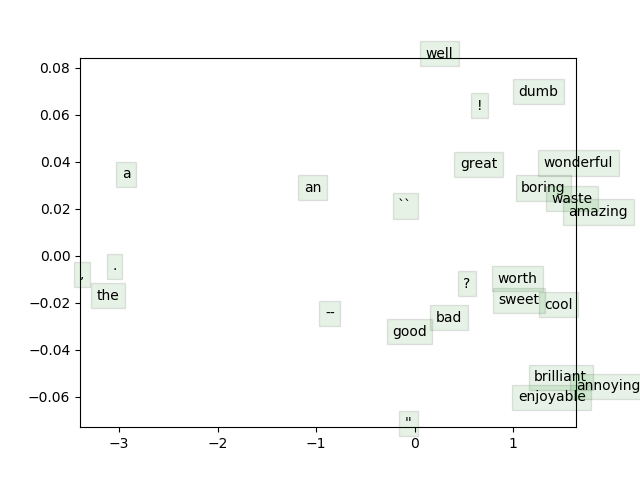 well
0.08
dumb
!
0.06
great
wonderful
0.04
a
an
boring
waste
0.02
``
amazing
0.00
.
,
the
?
worth
sweet
cool
−0.02
--
bad
good
−0.04
brilliant
annoying
−0.06
enjoyable
"
−3 −2 −1 0 1